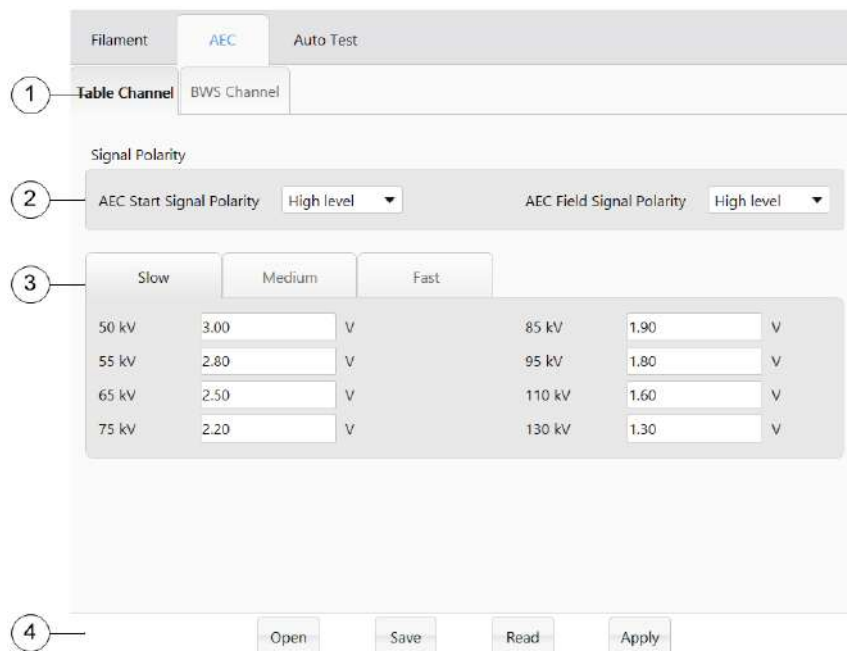 Filament AEC Auto Test
1 Table Channel BWS Channel
Signal Polarity
2 AEC Start Signal Polarity High level AEC Field Signal Polarity High level
3 Slow Medium Fast
50 kV 3.00 V 85 kV 1.90 V
55 kV 2.80 V 95 kV 1.80 V
65 kV 2.50 V 110 kV 1.60 V
75 kV 2.20 V 130 kV 1.30 V
4 Open Save Read Apply